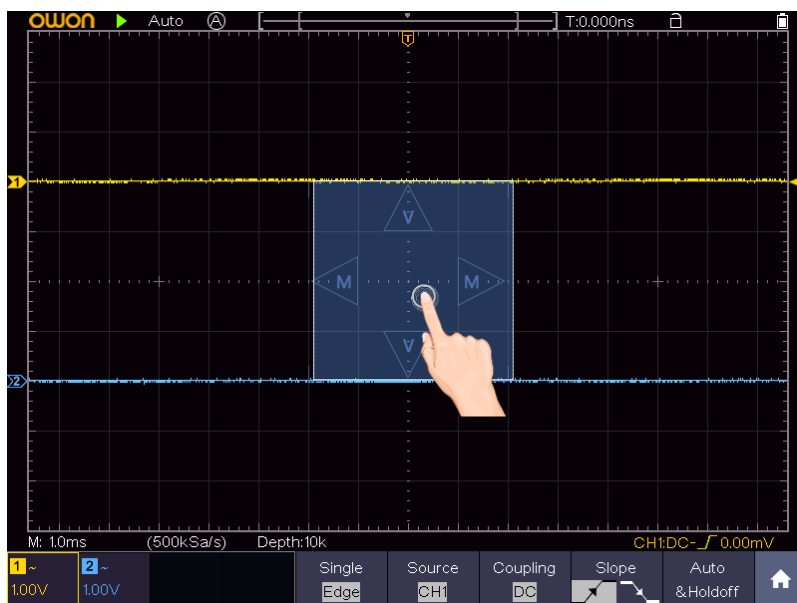 owon Auto A T:0.000ns
T
1
V
M M
V
2
M: 1.0ms (500kSa/s) Depth:10k CH1:DC- 0.00mV
1 ~ 2 ~ Single Source Coupling Slope Auto
1.00V 1.00V Edge CH1 DC &Holdoff